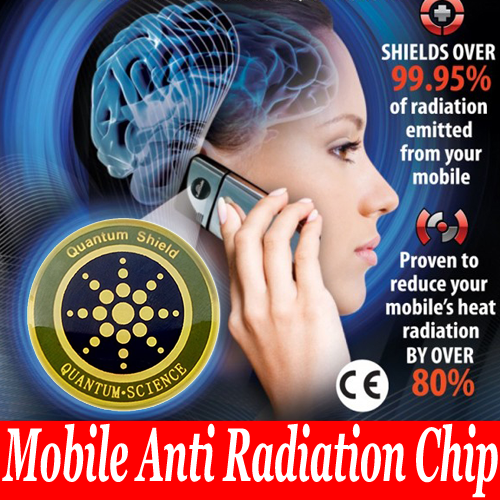 SHIELDS OVER
99.95%
of radiation
emitted
from your
mobile
Proven to
reduce your
mobile's heat
radiation
BY OVER
80%
CE
Quantum Shield
QUANTUM·SCIENCE
Mobile Anti Radiation Chip